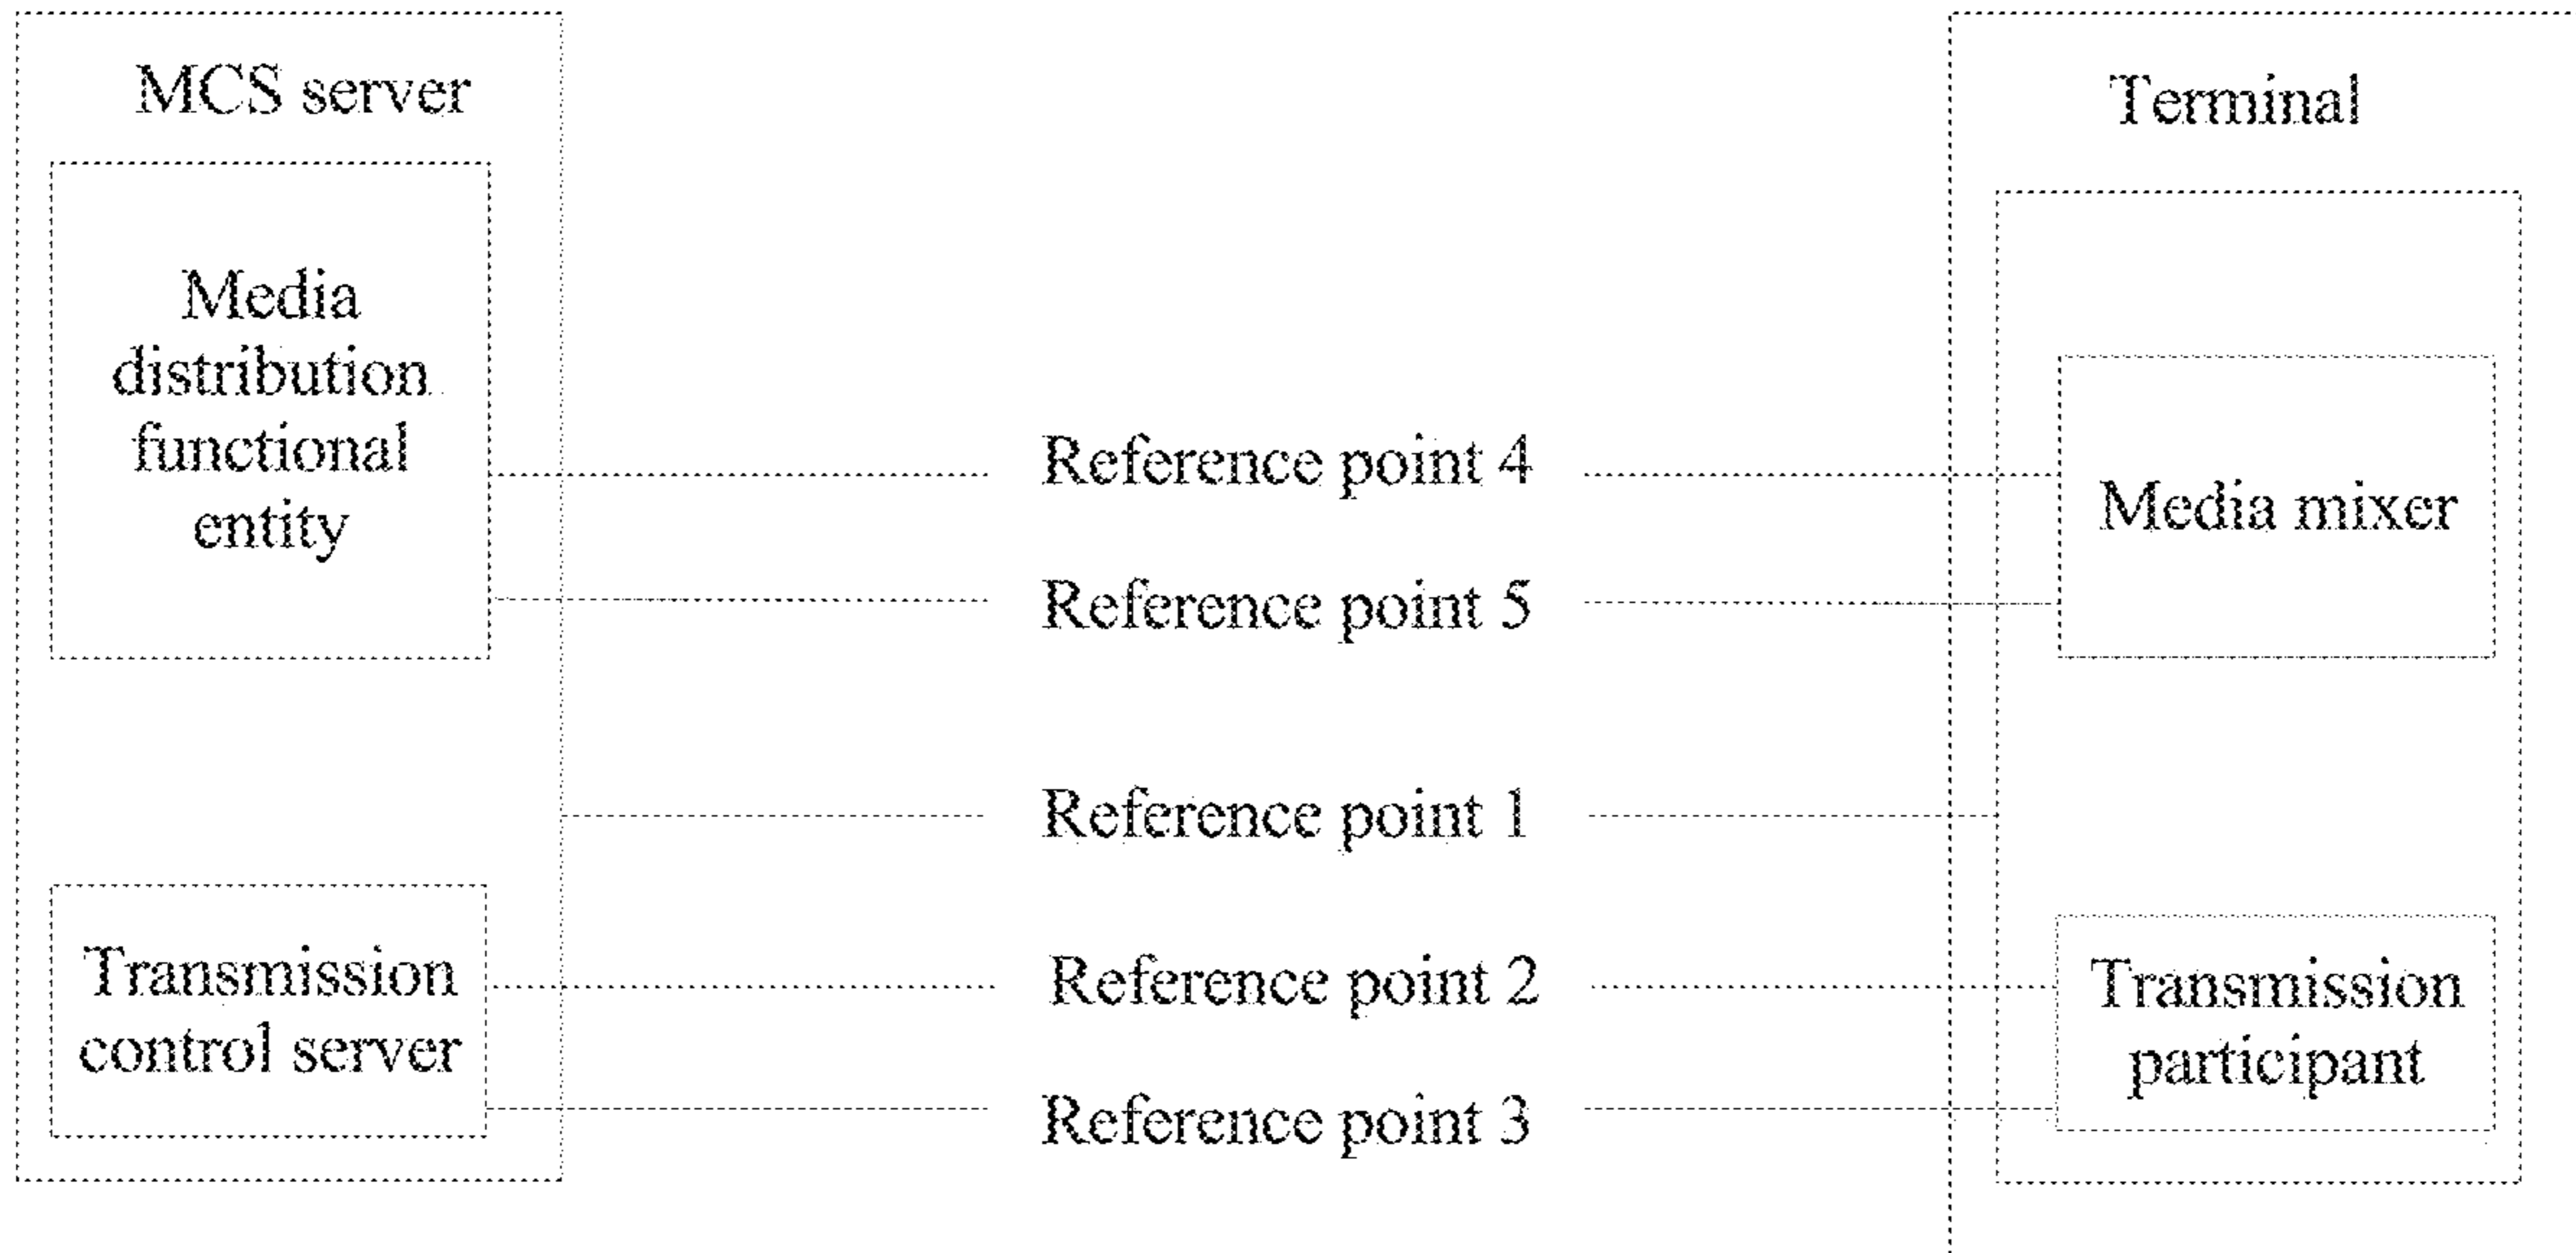 MCS server
Media
distribution
functional
entity
Transmission
control server
Reference point 4
Reference point 5
Reference point 1
Reference point 2
Reference point 3
Terminal
Media mixer
Transmission
participant